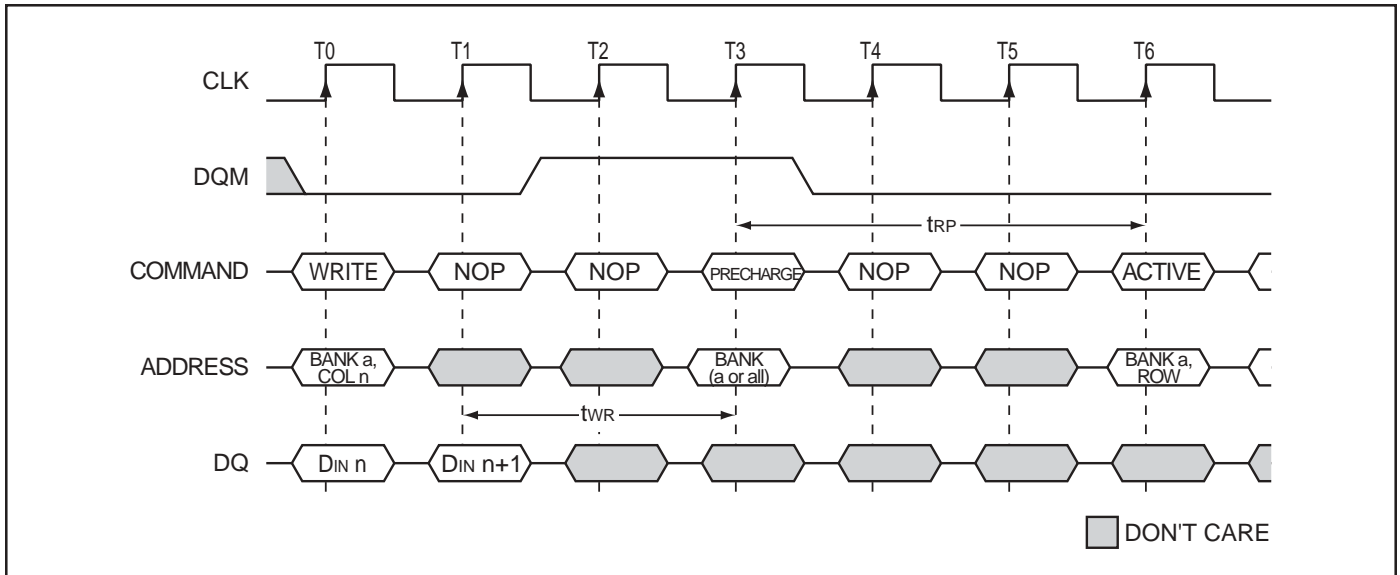 T0 T1 T2 T3 T4 T5 T6
CLK
DQM
tRP
COMMAND WRITE NOP NOP PRECHARGE NOP NOP ACTIVE
ADDRESS BANK a, COL n BANK (a or all) BANK a, ROW
tWR
DQ DIN n DIN n+1
DON'T CARE